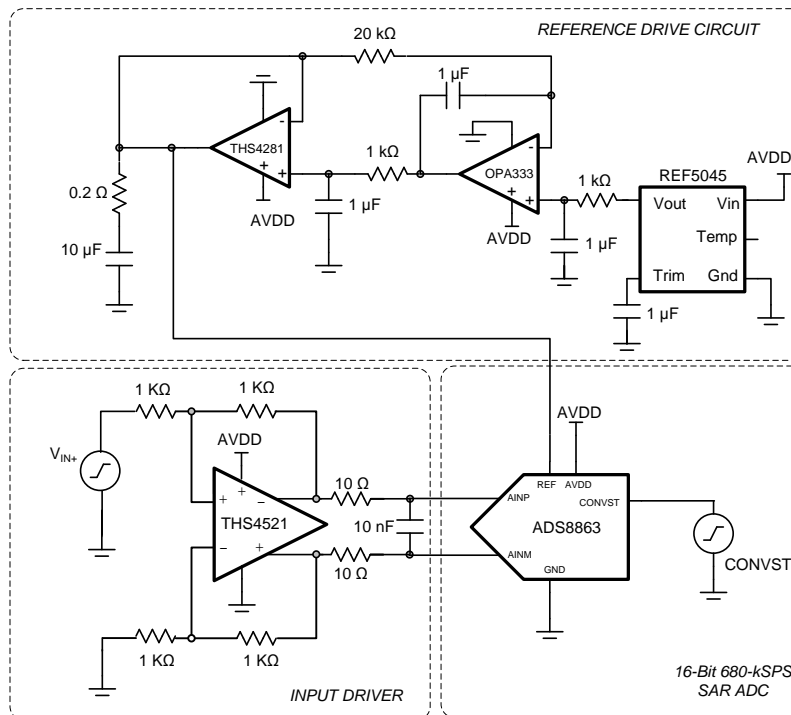 REFERENCE DRIVE CIRCUIT
20 kΩ
1 µF
-
THS4281
+
+
AVDD
1 kΩ
1 µF
-
OPA333
+
+
AVDD
1 kΩ
1 µF
REF5045
AVDD
Vout
Vin
Temp
Trim
Gnd
1 µF
0.2 Ω
10 µF
1 KΩ
1 KΩ
VIN+
AVDD
+
+
−
THS4521
−
+
10 Ω
10 nF
10 Ω
1 KΩ
1 KΩ
INPUT DRIVER
AVDD
REF
AVDD
AINP
CONVST
ADS8863
AINM
GND
CONVST
16-Bit 680-kSPS
SAR ADC